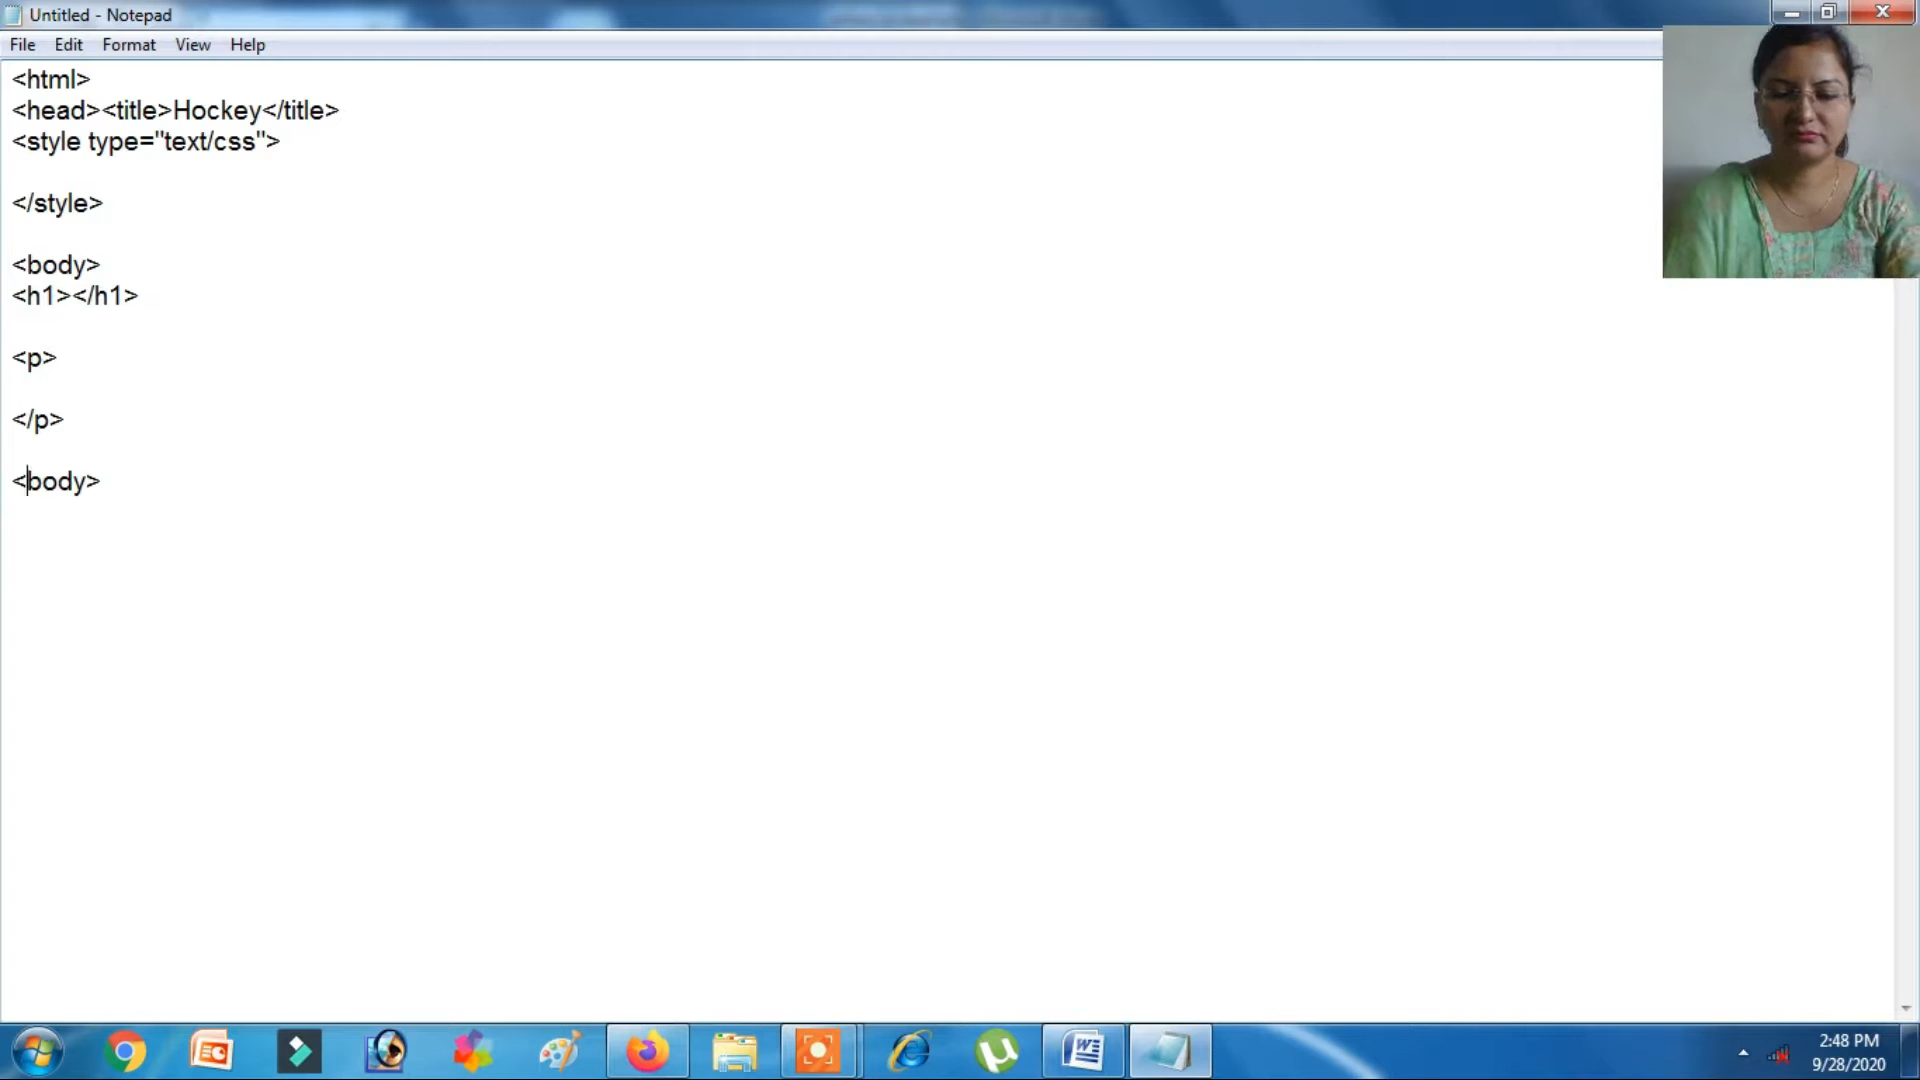 Untitled - Notepad
File Edit Format View Help
<html>
<head><title>Hockey</title>
<style type="text/css">
</style>
<body>
<h1></h1>
<p>
</p>
<body>
2:48 PM
9/28/2020